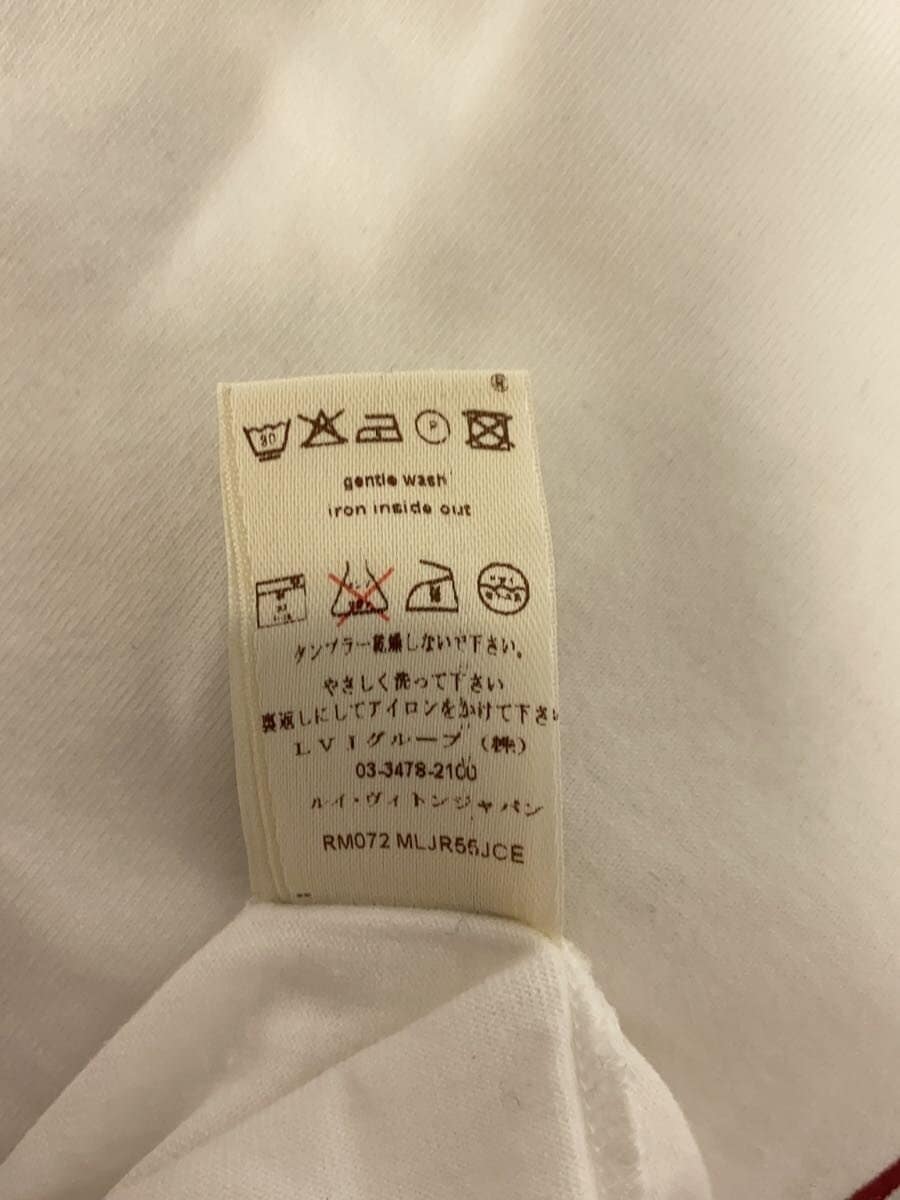 ®
30 P
gentle wash
iron inside out
タンブラー乾燥しないで下さい。
やさしく洗って下さい
裏返しにしてアイロンをかけて下さい
LVJグループ (株)
03-3478-2100
ルイ・ヴィトンジャパン
RM072 MLJR55JCE